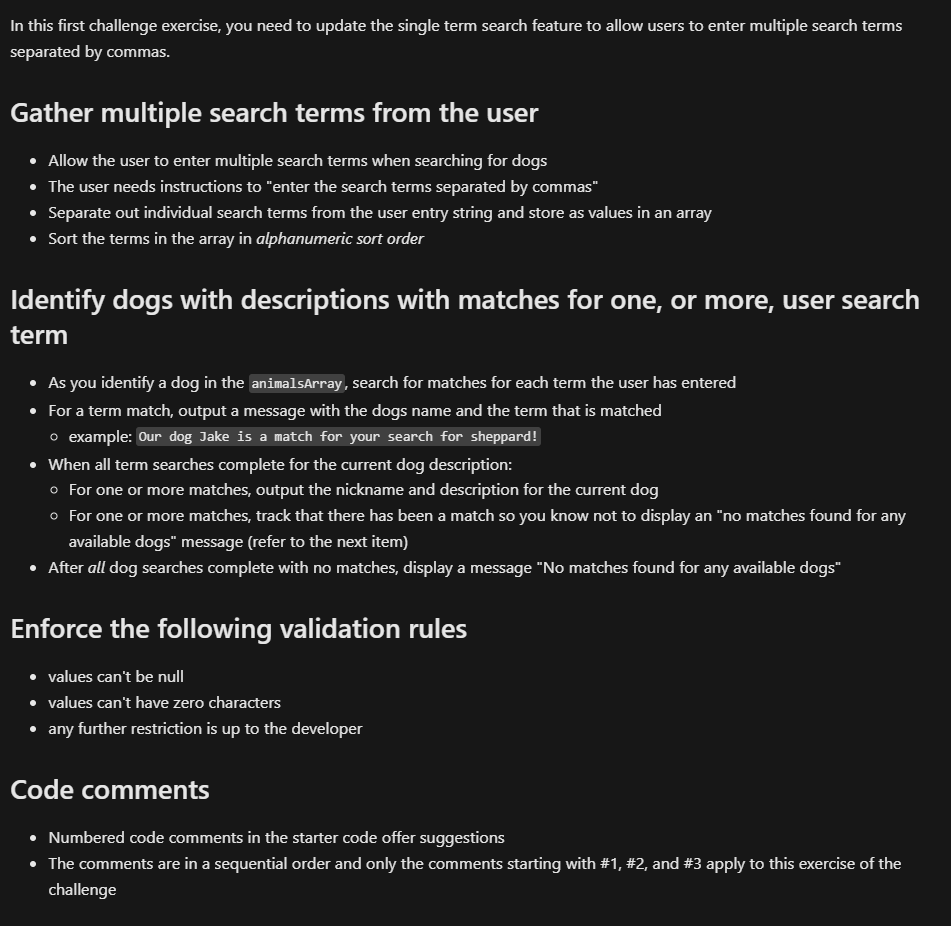 In this first challenge exercise, you need to update the single term search feature to allow users to enter multiple search terms
separated by commas.
Gather multiple search terms from the user
• Allow the user to enter multiple search terms when searching for dogs
• The user needs instructions to "enter the search terms separated by commas"
• Separate out individual search terms from the user entry string and store as values in an array
• Sort the terms in the array in alphanumeric sort order
Identify dogs with descriptions with matches for one, or more, user search
term
• As you identify a dog in the animalsArray, search for matches for each term the user has entered
• For a term match, output a message with the dogs name and the term that is matched
○ example: Our dog Jake is a match for your search for sheppard!
• When all term searches complete for the current dog description:
○ For one or more matches, output the nickname and description for the current dog
○ For one or more matches, track that there has been a match so you know not to display an "no matches found for any
available dogs" message (refer to the next item)
• After all dog searches complete with no matches, display a message "No matches found for any available dogs"
Enforce the following validation rules
• values can't be null
• values can't have zero characters
• any further restriction is up to the developer
Code comments
• Numbered code comments in the starter code offer suggestions
• The comments are in a sequential order and only the comments starting with #1, #2, and #3 apply to this exercise of the
challenge